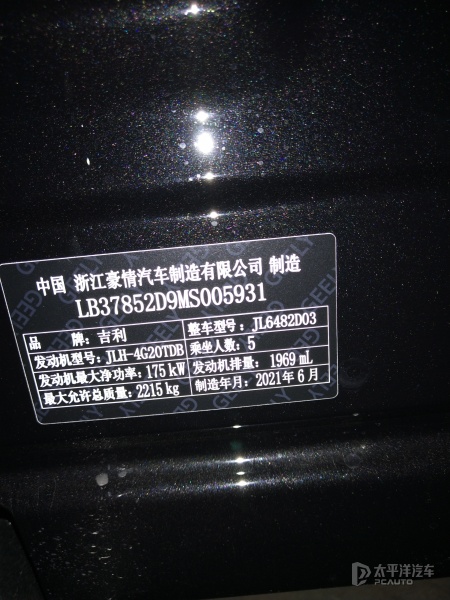 中国 浙江豪情汽车制造有限公司 制造
LB37852D9MS005931
品 牌：吉利 整车型号：JL6482D03
发动机型号：JLH-4G20TDB 乘坐人数：5
发动机最大净功率：175 kW 发动机排量：1969 mL
最大允许总质量：2215 kg 制造年月：2021年6月
太平洋汽车
PCAUTO